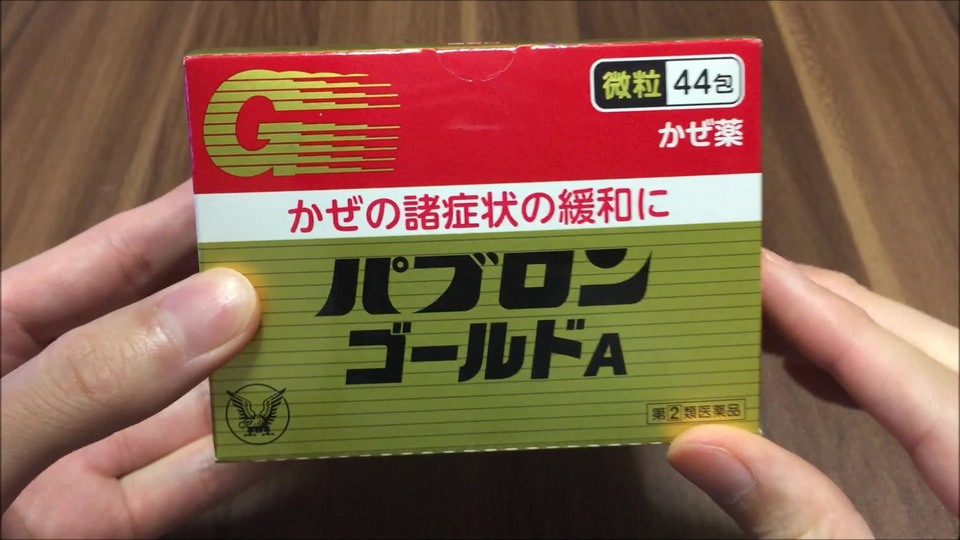 G
微粒 44包
かぜ薬
かぜの諸症状の緩和に
パブロン
ゴールドA
第②類医薬品